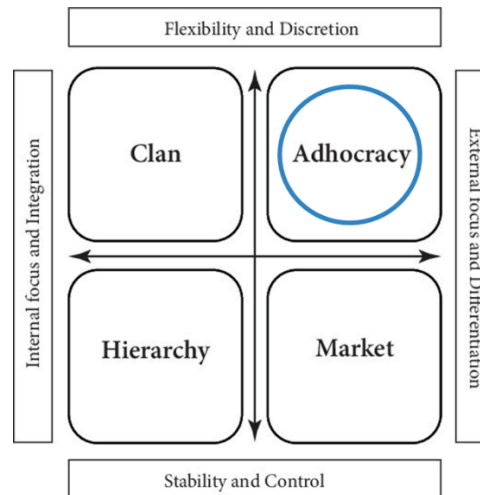 Flexibility and Discretion
Internal focus and Integration
Clan
Adhocracy
External focus and Differentiation
Hierarchy
Market
Stability and Control